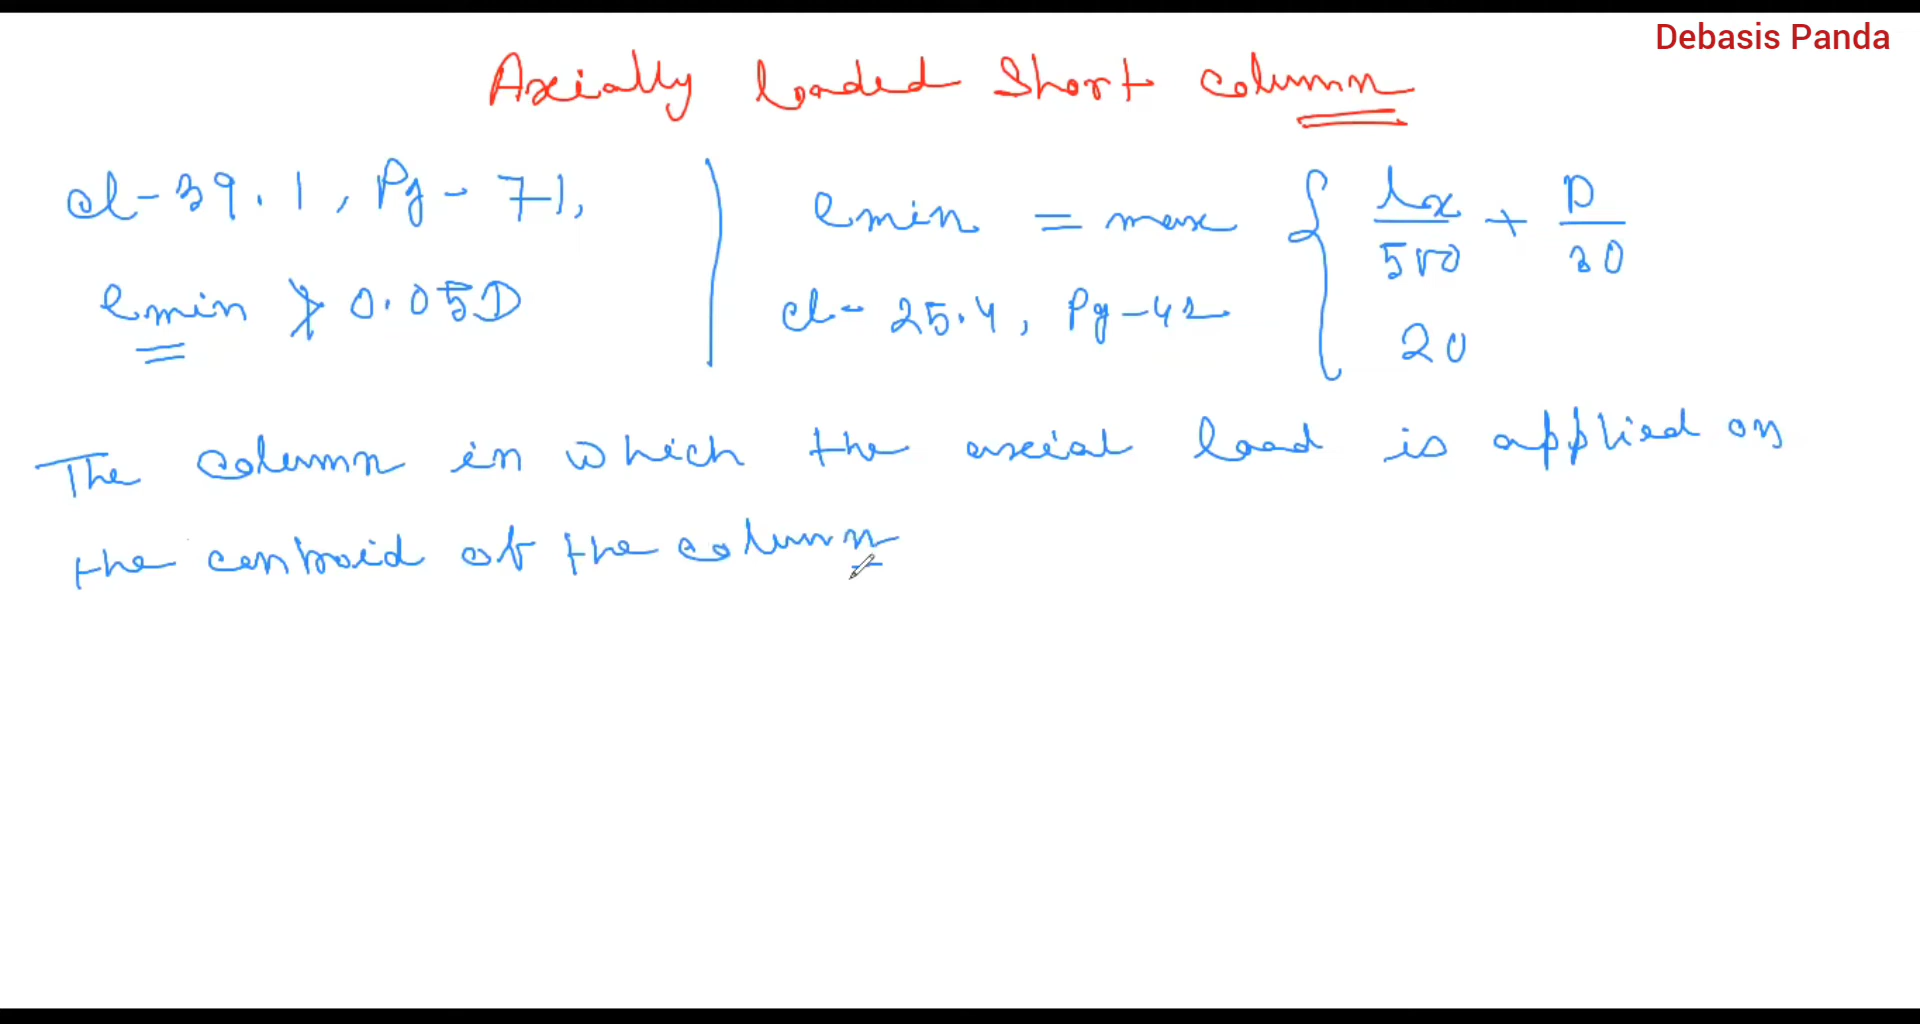 Debasis Panda
Axially loaded Short column
cl-39.1, Pg-71,
emin ≯ 0.05D
emin = max { lx/500 + D/30
20
cl- 25.4, Pg-42
The column in which the axial load is applied on
the centroid of the column